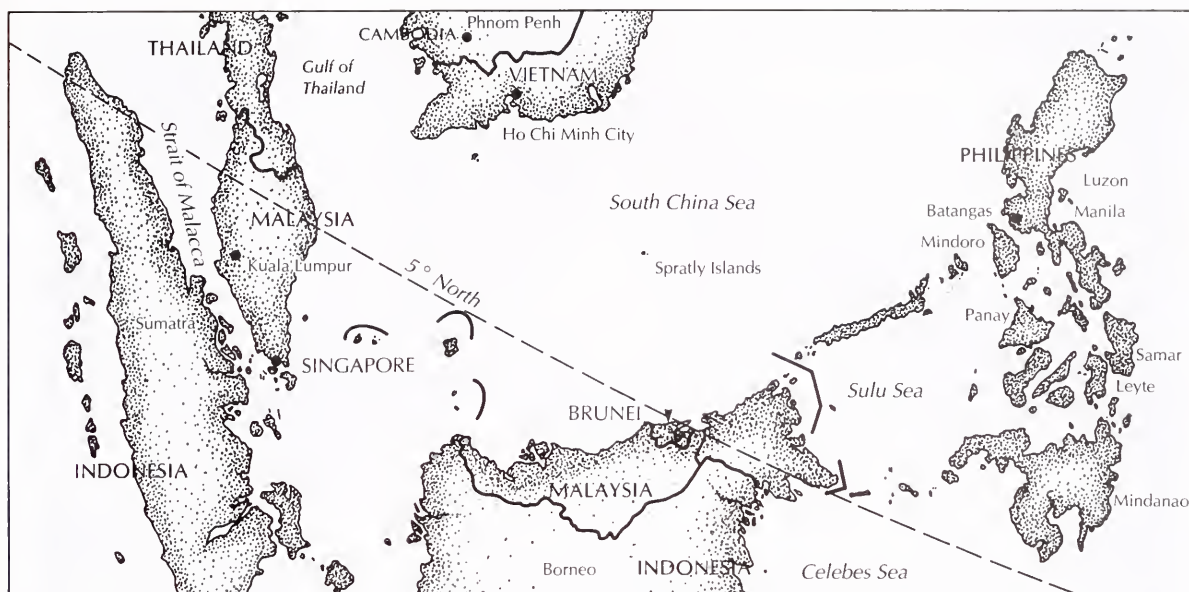 Phnom Penh
CAMBODIA
THAILAND
Gulf of
Thailand
VIETNAM
Ho Chi Minh City
Strait of Malacca
PHILIPPINES
Luzon
MALAYSIA
South China Sea
Batangas
Manila
Mindoro
Kuala Lumpur
5° North
Spratly Islands
Sumatra
Panay
SINGAPORE
Samar
Sulu Sea
Leyte
BRUNEI
INDONESIA
MALAYSIA
Mindanao
Borneo
INDONESIA
Celebes Sea